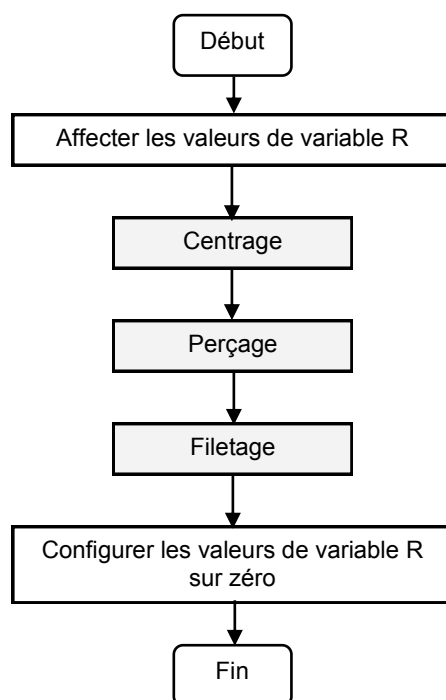 Début
Affecter les valeurs de variable R
Centrage
Perçage
Filetage
Configurer les valeurs de variable R
sur zéro
Fin